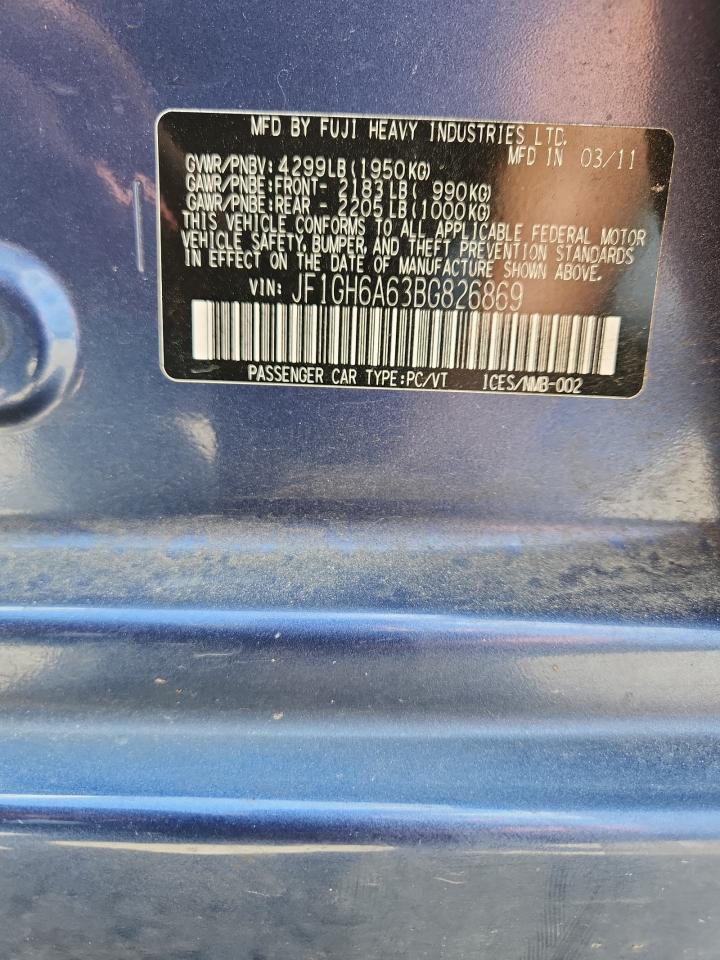 MFD BY FUJI HEAVY INDUSTRIES LTD.
MFD IN 03/11
GVWR/PNBV: 4299LB(1950KG)
GAWR/PNBE:FRONT- 2183LB( 990KG)
GAWR/PNBE:REAR - 2205LB(1000KG)
THIS VEHICLE CONFORMS TO ALL APPLICABLE FEDERAL MOTOR
VEHICLE SAFETY, BUMPER, AND THEFT PREVENTION STANDARDS
IN EFFECT ON THE DATE OF MANUFACTURE SHOWN ABOVE.
VIN: JF1GH6A63BG826869
PASSENGER CAR TYPE:PC/VT 1CES/NMB-002